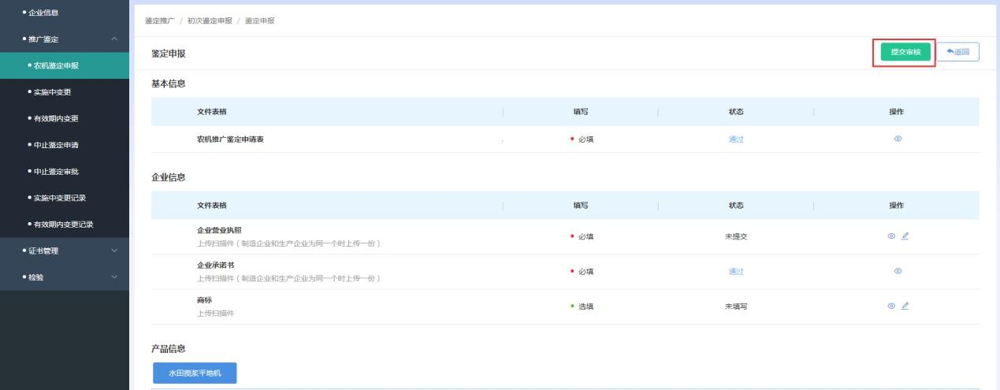 企业信息
推广鉴定
农机鉴定申报
实施中变更
有效期内变更
中止鉴定申请
中止鉴定审批
实施中变更记录
有效期内变更记录
证书管理
检验
鉴定推广 / 初次鉴定申报 / 鉴定申报
鉴定申报 提交审核 返回
基本信息
文件表格 填写 状态 操作
农机推广鉴定申请表 必填 通过
企业信息
文件表格 填写 状态 操作
企业营业执照
上传扫描件（制造企业和生产企业为同一个时上传一份） 必填 未提交
企业承诺书
上传扫描件（制造企业和生产企业为同一个时上传一份） 必填 通过
商标
上传扫描件 选填 未填写
产品信息
水田搅浆平地机